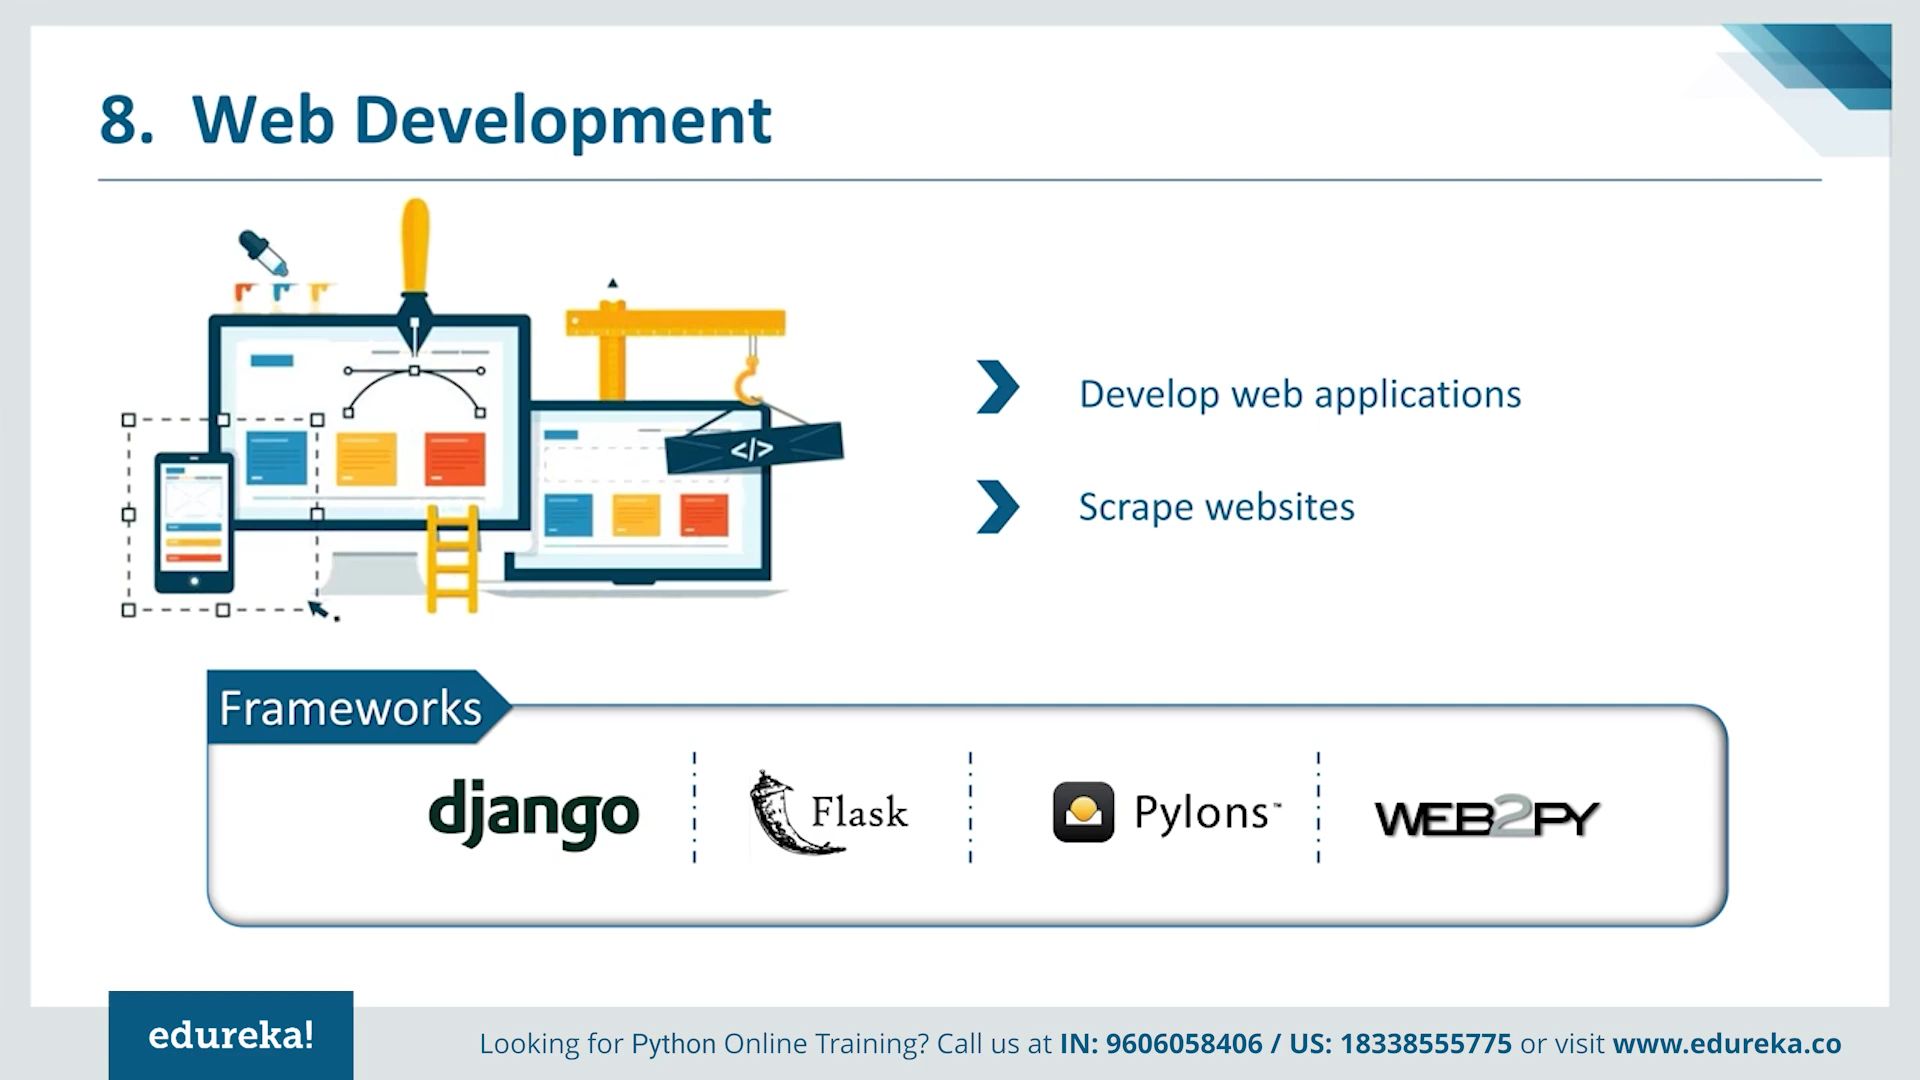 8. Web Development
</>
Develop web applications
Scrape websites
Frameworks
django
Flask
Pylons™
WEB2PY
edureka!
Looking for Python Online Training? Call us at IN: 9606058406 / US: 18338555775 or visit www.edureka.co